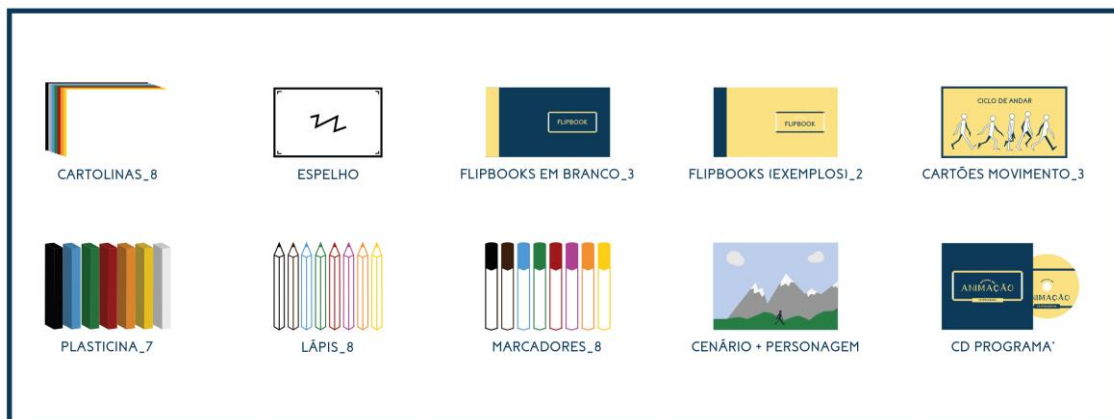 CARTOLINAS_8
ESPELHO
FLIPBOOK
FLIPBOOKS EM BRANCO_3
FLIPBOOK
FLIPBOOKS (EXEMPLOS)_2
CICLO DE ANDAR
CARTÕES MOVIMENTO_3
PLASTICINA_7
LÁPIS_8
MARCADORES_8
CENÁRIO + PERSONAGEM
ANIMAÇÃO
CD PROGRAMA*